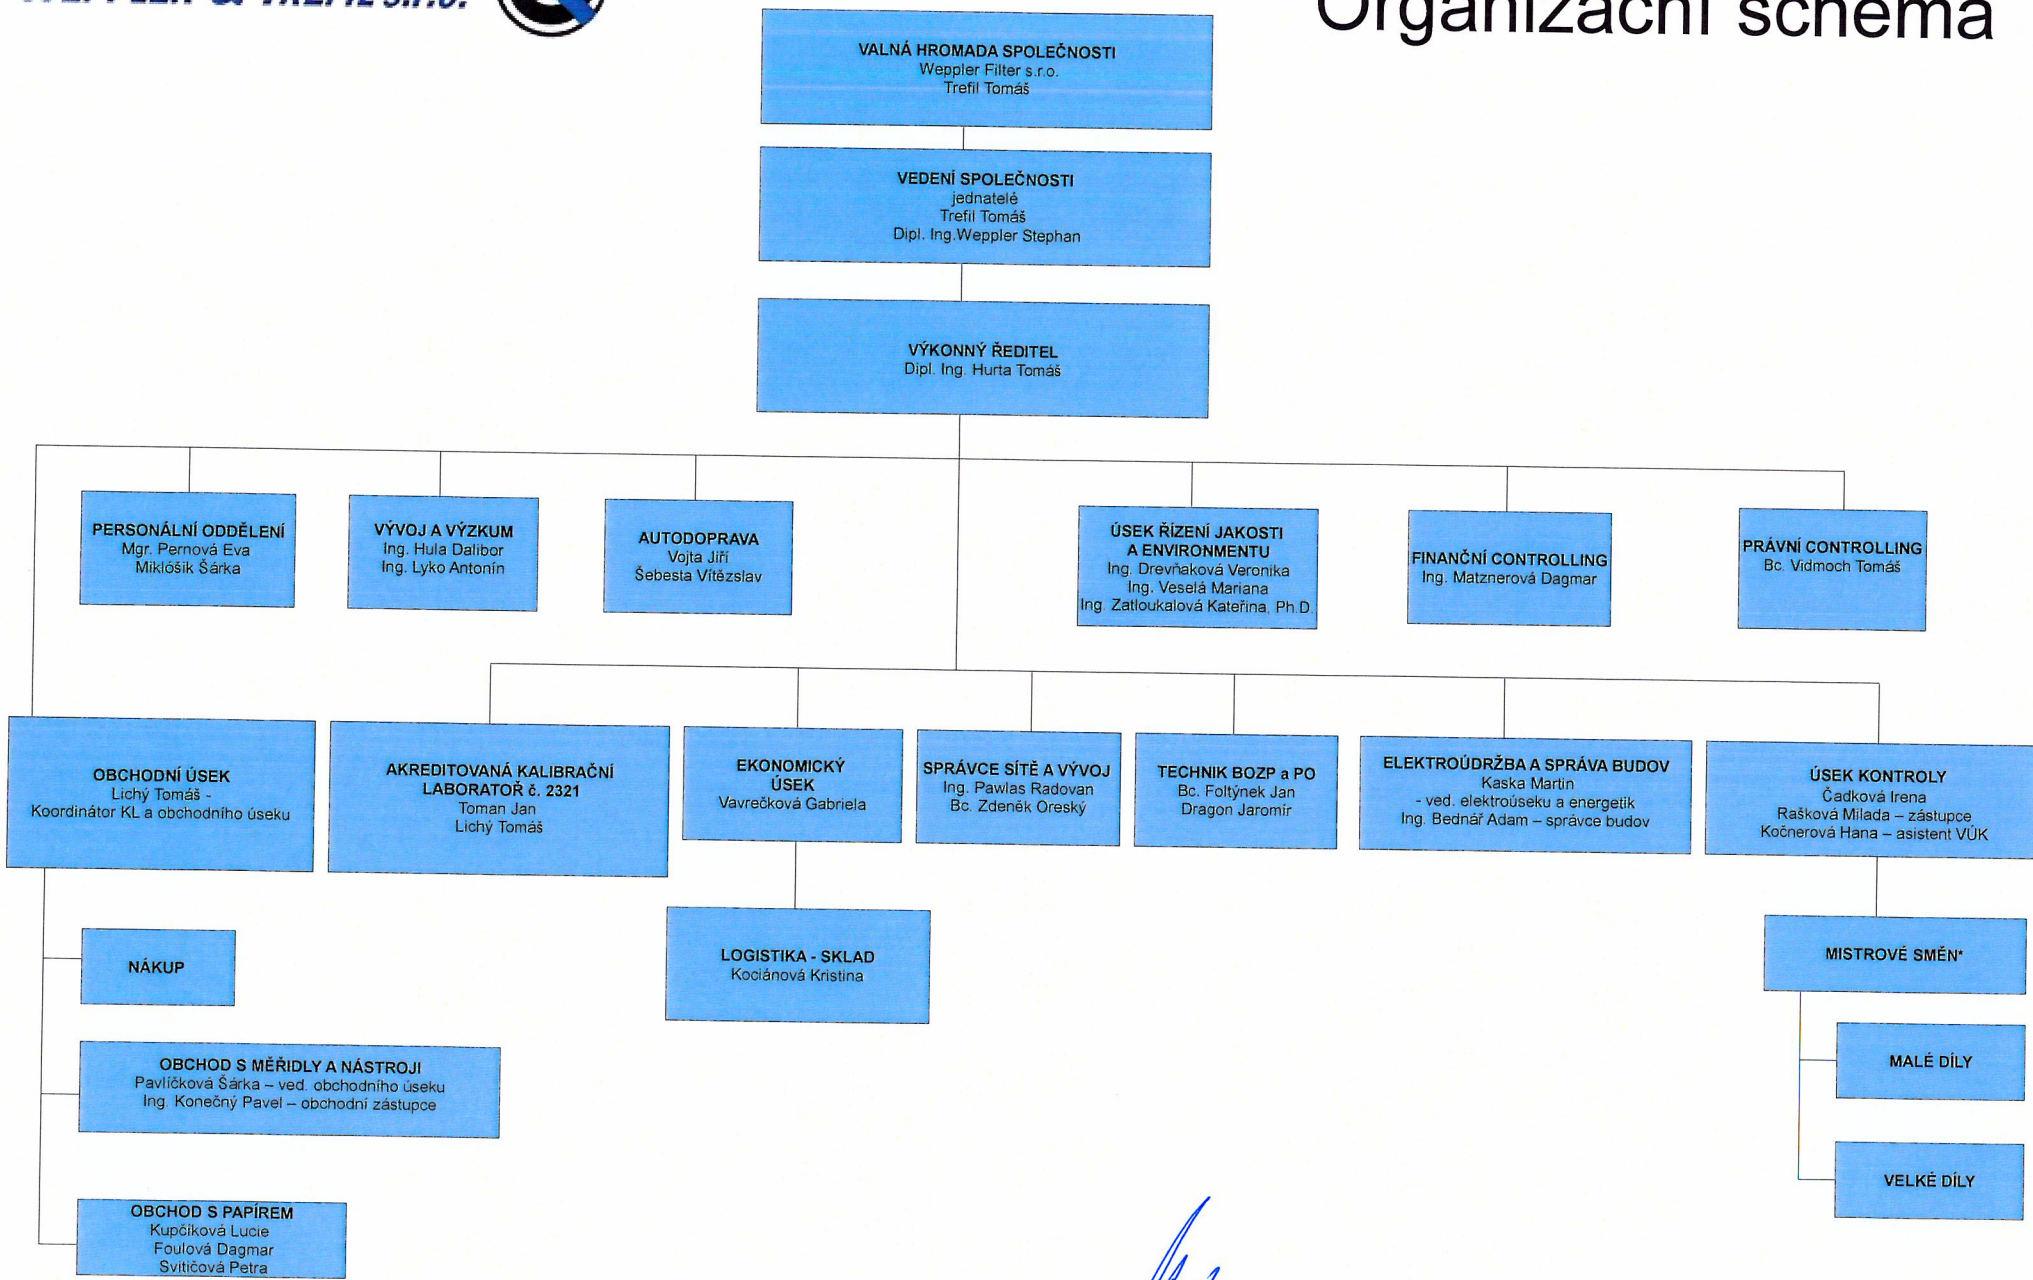 & TREFIL s.r.o.
Organizační schéma
VALNÁ HROMADA SPOLEČNOSTI
Weppler Filter s.r.o.
Trefil Tomáš
VEDENÍ SPOLEČNOSTI
jednatelé
Trefil Tomáš
Dipl. Ing.Weppler Stephan
VÝKONNÝ ŘEDITEL
Dipl. Ing. Hurta Tomáš
PERSONÁLNÍ ODDĚLENÍ
Mgr. Pernová Eva
Miklóšik Šárka
VÝVOJ A VÝZKUM
Ing. Hula Dalibor
Ing. Lyko Antonín
AUTODOPRAVA
Vojta Jiří
Šebesta Vítězslav
ÚSEK ŘÍZENÍ JAKOSTI
A ENVIRONMENTU
Ing. Drevňaková Veronika
Ing. Veselá Mariana
Ing. Zatloukalová Kateřina, Ph.D.
FINANČNÍ CONTROLLING
Ing. Matznerová Dagmar
PRÁVNÍ CONTROLLING
Bc. Vidmoch Tomáš
OBCHODNÍ ÚSEK
Lichý Tomáš -
Koordinátor KL a obchodního úseku
AKREDITOVANÁ KALIBRAČNÍ
LABORATOŘ č. 2321
Toman Jan
Lichý Tomáš
EKONOMICKÝ
ÚSEK
Vavrečková Gabriela
SPRÁVCE SÍTĚ A VÝVOJ
Ing. Pawlas Radovan
Bc. Zdeněk Oreský
TECHNIK BOZP a PO
Bc. Foltýnek Jan
Dragon Jaromír
ELEKTROÚDRŽBA A SPRÁVA BUDOV
Kaska Martin
- ved. elektroúseku a energetik
Ing. Bednář Adam – správce budov
ÚSEK KONTROLY
Čadková Irena
Rašková Milada – zástupce
Kočnerová Hana – asistent VÚK
NÁKUP
LOGISTIKA - SKLAD
Kociánová Kristina
MISTROVÉ SMĚN*
OBCHOD S MĚŘIDLY A NÁSTROJI
Pavlíčková Šárka – ved. obchodního úseku
Ing. Konečný Pavel – obchodní zástupce
MALÉ DÍLY
VELKÉ DÍLY
OBCHOD S PAPÍREM
Kupčíková Lucie
Foulová Dagmar
Svitičová Petra